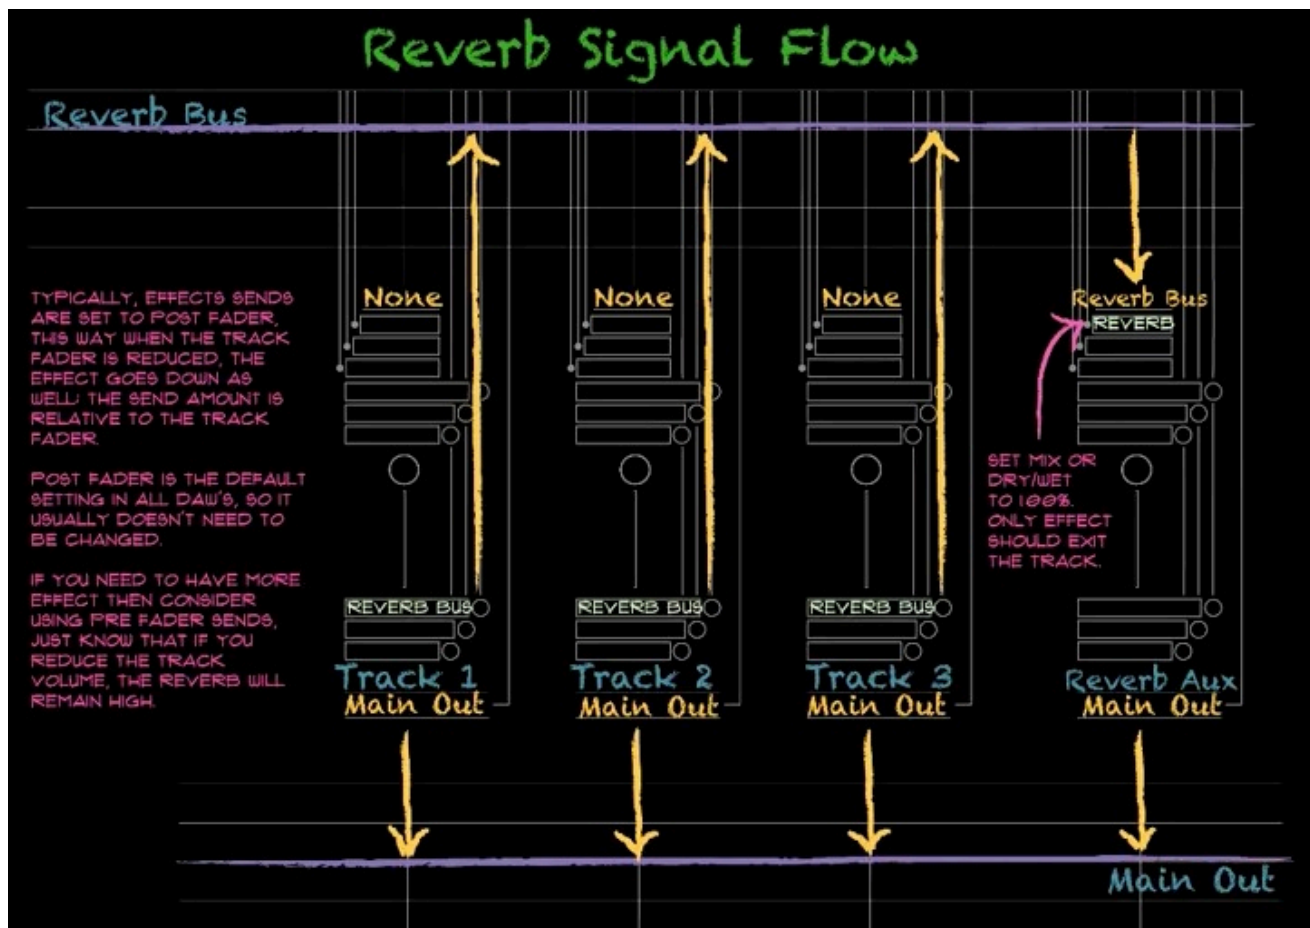 Reverb Signal Flow
Reverb Bus
TYPICALLY, EFFECTS SENDS
ARE SET TO POST FADER,
THIS WAY WHEN THE TRACK
FADER IS REDUCED, THE
EFFECT GOES DOWN AS
WELL; THE SEND AMOUNT IS
RELATIVE TO THE TRACK
FADER.
POST FADER IS THE DEFAULT
SETTING IN ALL DAW'S, SO IT
USUALLY DOESN'T NEED TO
BE CHANGED.
IF YOU NEED TO HAVE MORE
EFFECT THEN CONSIDER
USING PRE FADER SENDS,
JUST KNOW THAT IF YOU
REDUCE THE TRACK
VOLUME, THE REVERB WILL
REMAIN HIGH.
None
REVERB BUS
Track 1
Main Out
None
REVERB BUS
Track 2
Main Out
None
REVERB BUS
Track 3
Main Out
Reverb Bus
REVERB
SET MIX OR
DRY/WET
TO 100%.
ONLY EFFECT
SHOULD EXIT
THE TRACK.
Reverb Aux
Main Out
Main Out